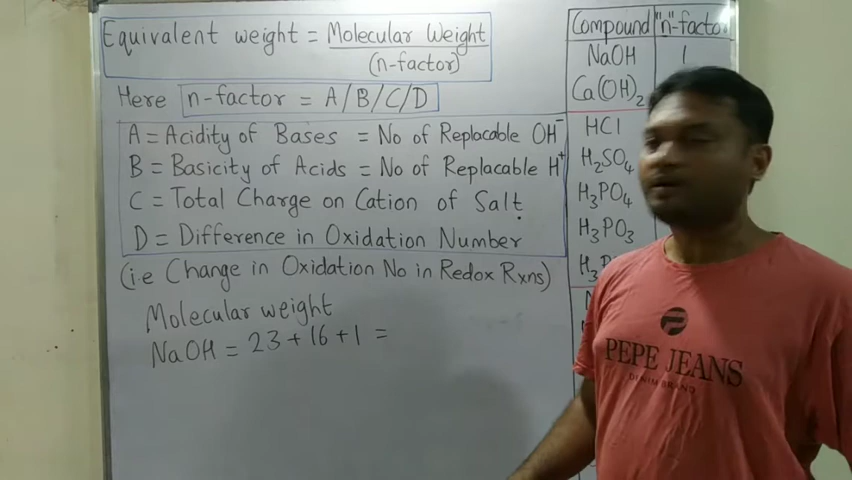 Equivalent weight = Molecular Weight
(n-factor)
Here n-factor = A/B/C/D
A = Acidity of Bases = No of Replacable OH⁻
B = Basicity of Acids = No of Replacable H⁺
C = Total Charge on Cation of Salt
D = Difference in Oxidation Number
(i.e Change in Oxidation No in Redox Rxns)
Molecular weight
NaOH = 23 + 16 + 1 =
Compound "n"-factor
NaOH 1
Ca(OH)₂
HCl
H₂SO₄
H₃PO₄
H₃PO₃
PEPE JEANS
DENIM BRAND